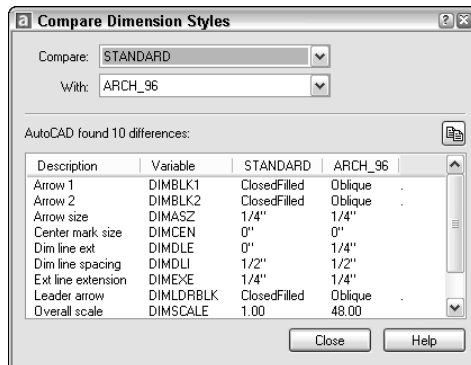 Compare Dimension Styles
Compare: STANDARD
With: ARCH_96
AutoCAD found 10 differences:
Description Variable STANDARD ARCH_96
Arrow 1 DIMBLK1 ClosedFilled Oblique .
Arrow 2 DIMBLK2 ClosedFilled Oblique .
Arrow size DIMASZ 1/4" 1/4"
Center mark size DIMCEN 0" 0"
Dim line ext DIMDLE 0" 1/4"
Dim line spacing DIMDLI 1/2" 1/2"
Ext line extension DIMEXE 1/4" 1/4"
Leader arrow DIMLDRBLK ClosedFilled Oblique .
Overall scale DIMSCALE 1.00 48.00
Close Help